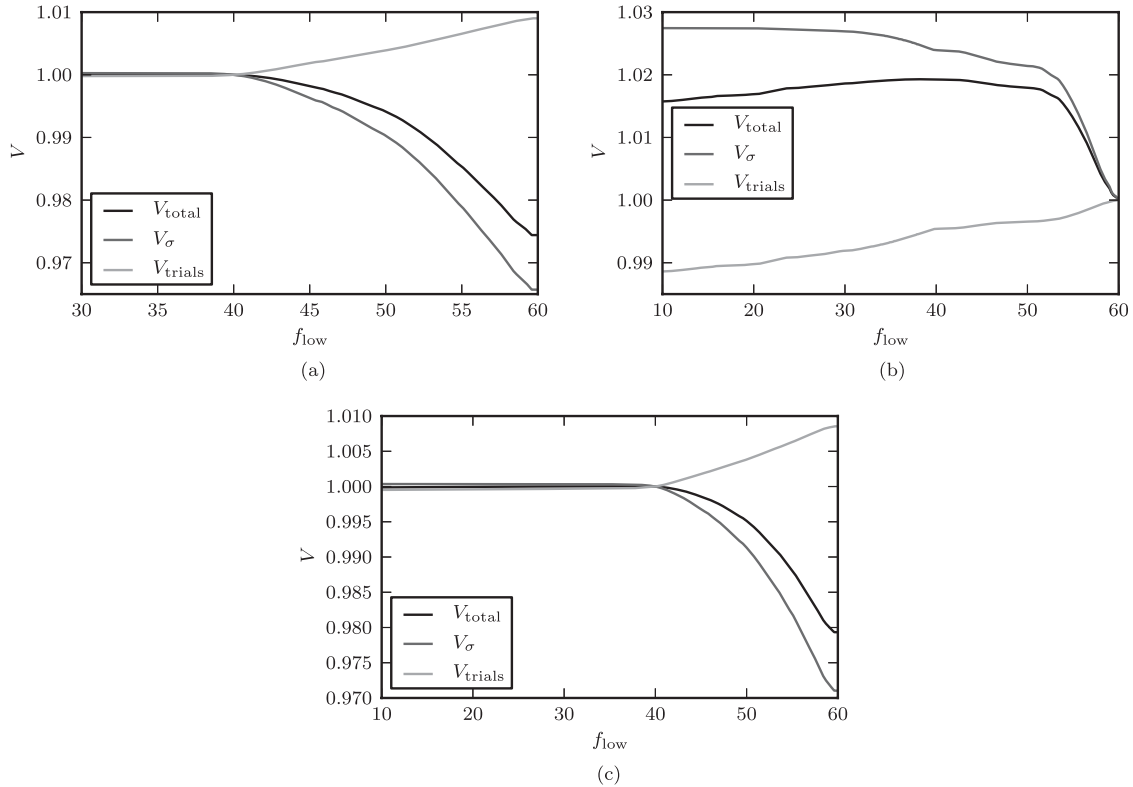 1.01
1.00
0.99
0.98
0.97
V
V_total
V_σ
V_trials
30 35 40 45 50 55 60
f_low
(a)
1.03
1.02
1.01
1.00
0.99
V
V_total
V_σ
V_trials
10 20 30 40 50 60
f_low
(b)
1.010
1.005
1.000
0.995
0.990
0.985
0.980
0.975
0.970
V
V_total
V_σ
V_trials
10 20 30 40 50 60
f_low
(c)